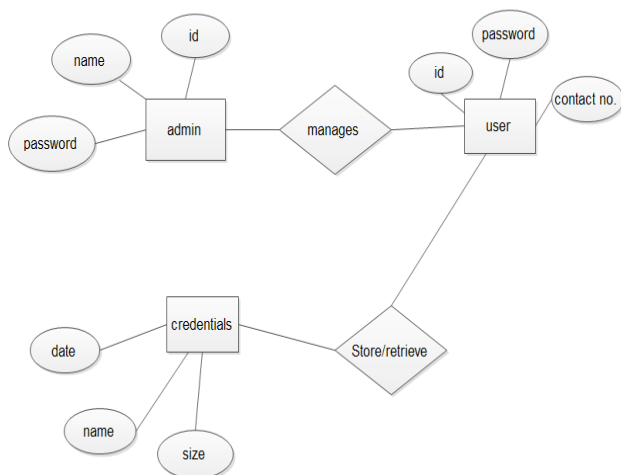 id
name
password
admin
manages
password
id
contact no.
user
credentials
date
name
size
Store/retrieve